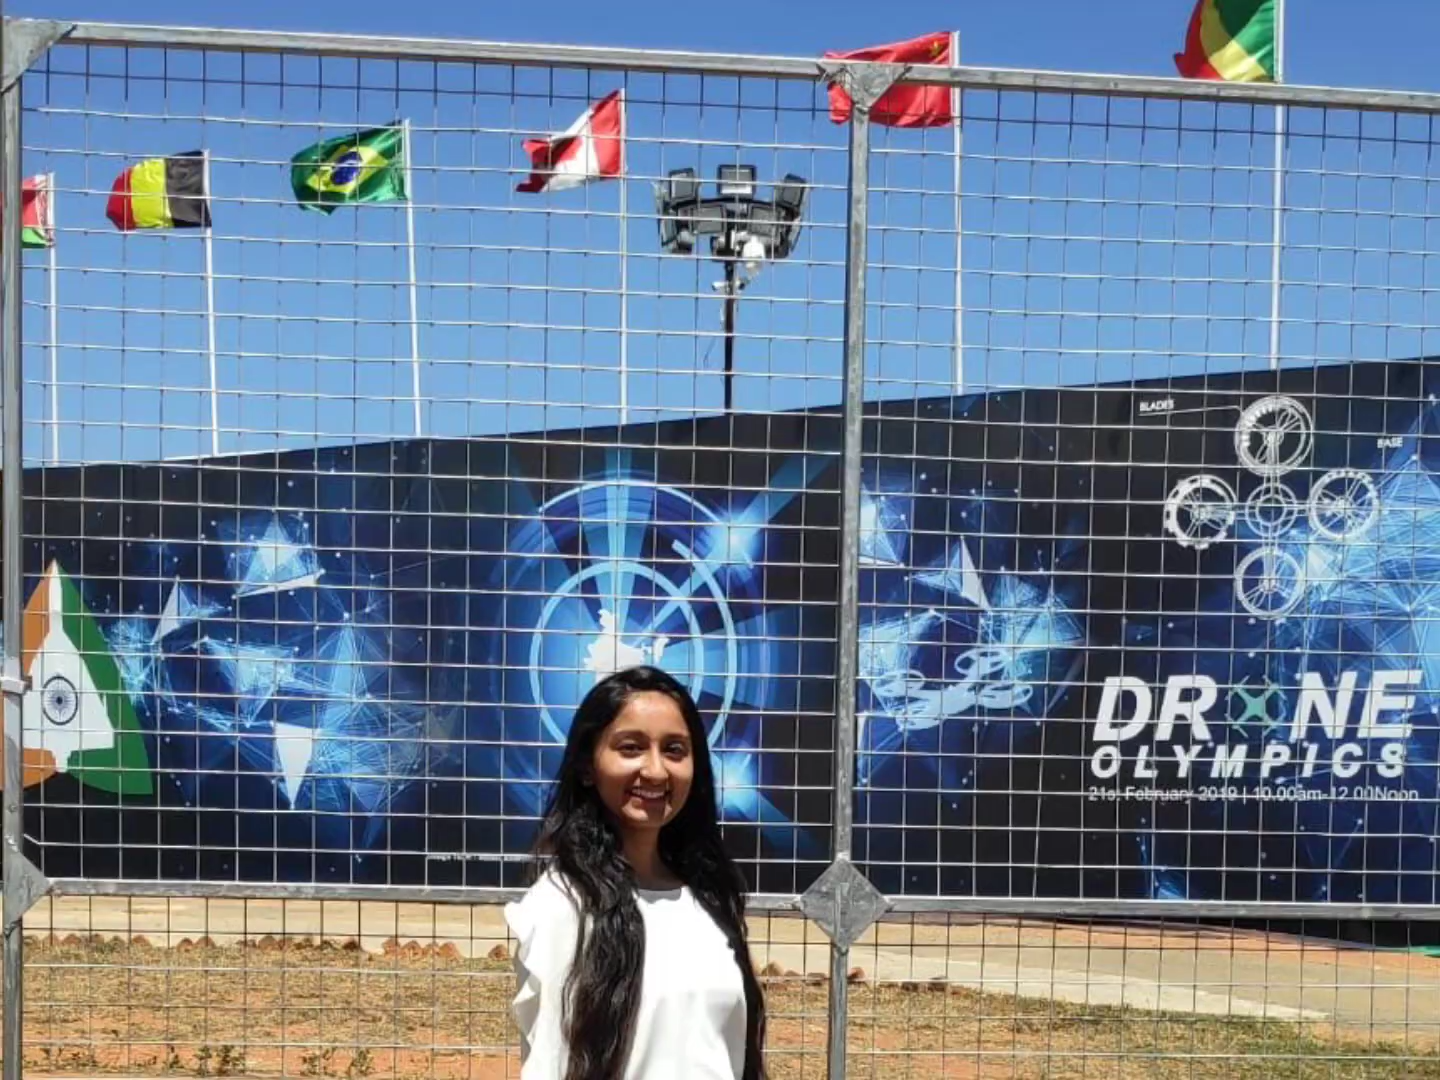 BLADES
BASE
DRONE
OLYMPICS
21st February 2019 | 10.00am-12.00Noon